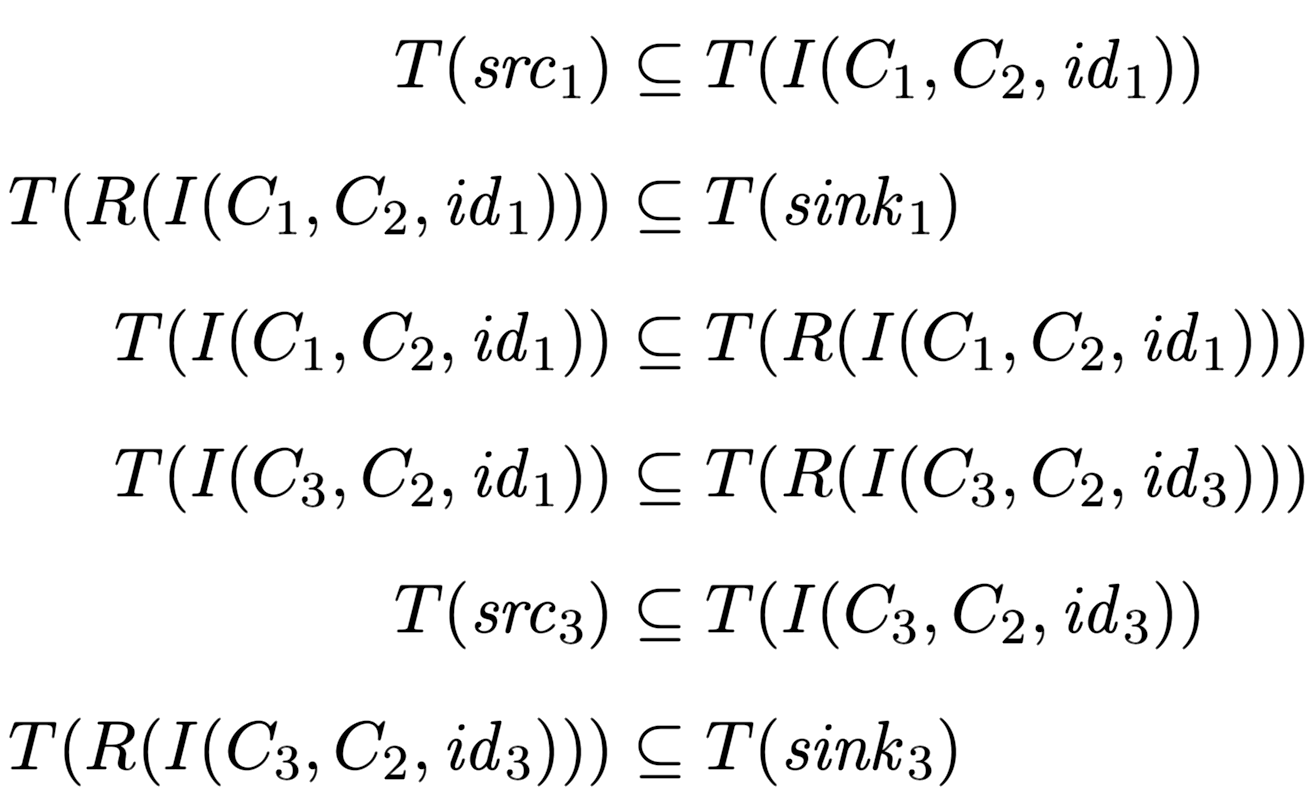 T(src₁) ⊆ T(I(C₁, C₂, id₁))
T(R(I(C₁, C₂, id₁))) ⊆ T(sink₁)
T(I(C₁, C₂, id₁)) ⊆ T(R(I(C₁, C₂, id₁)))
T(I(C₃, C₂, id₁)) ⊆ T(R(I(C₃, C₂, id₃)))
T(src₃) ⊆ T(I(C₃, C₂, id₃))
T(R(I(C₃, C₂, id₃))) ⊆ T(sink₃)